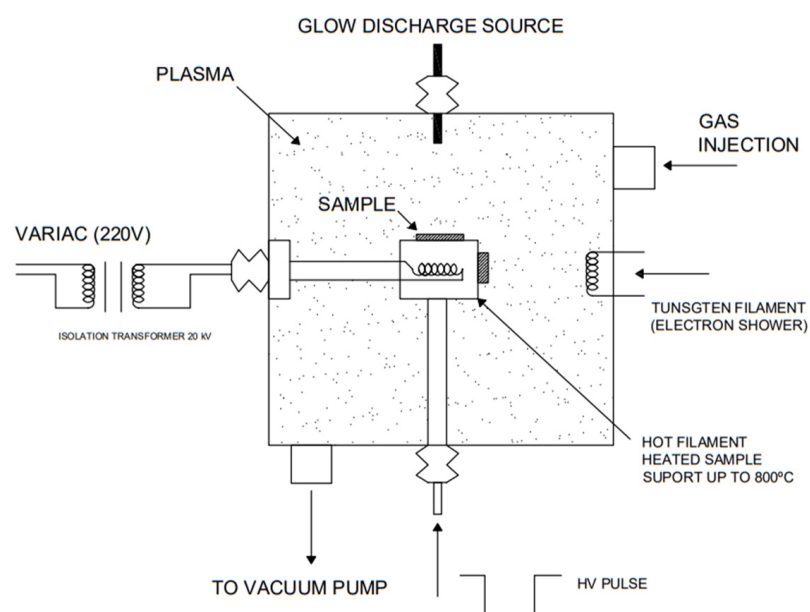 GLOW DISCHARGE SOURCE
PLASMA
GAS
INJECTION
SAMPLE
VARIAC (220V)
ISOLATION TRANSFORMER 20 kV
TUNSGTEN FILAMENT
(ELECTRON SHOWER)
HOT FILAMENT
HEATED SAMPLE
SUPORT UP TO 800ºC
TO VACUUM PUMP
HV PULSE